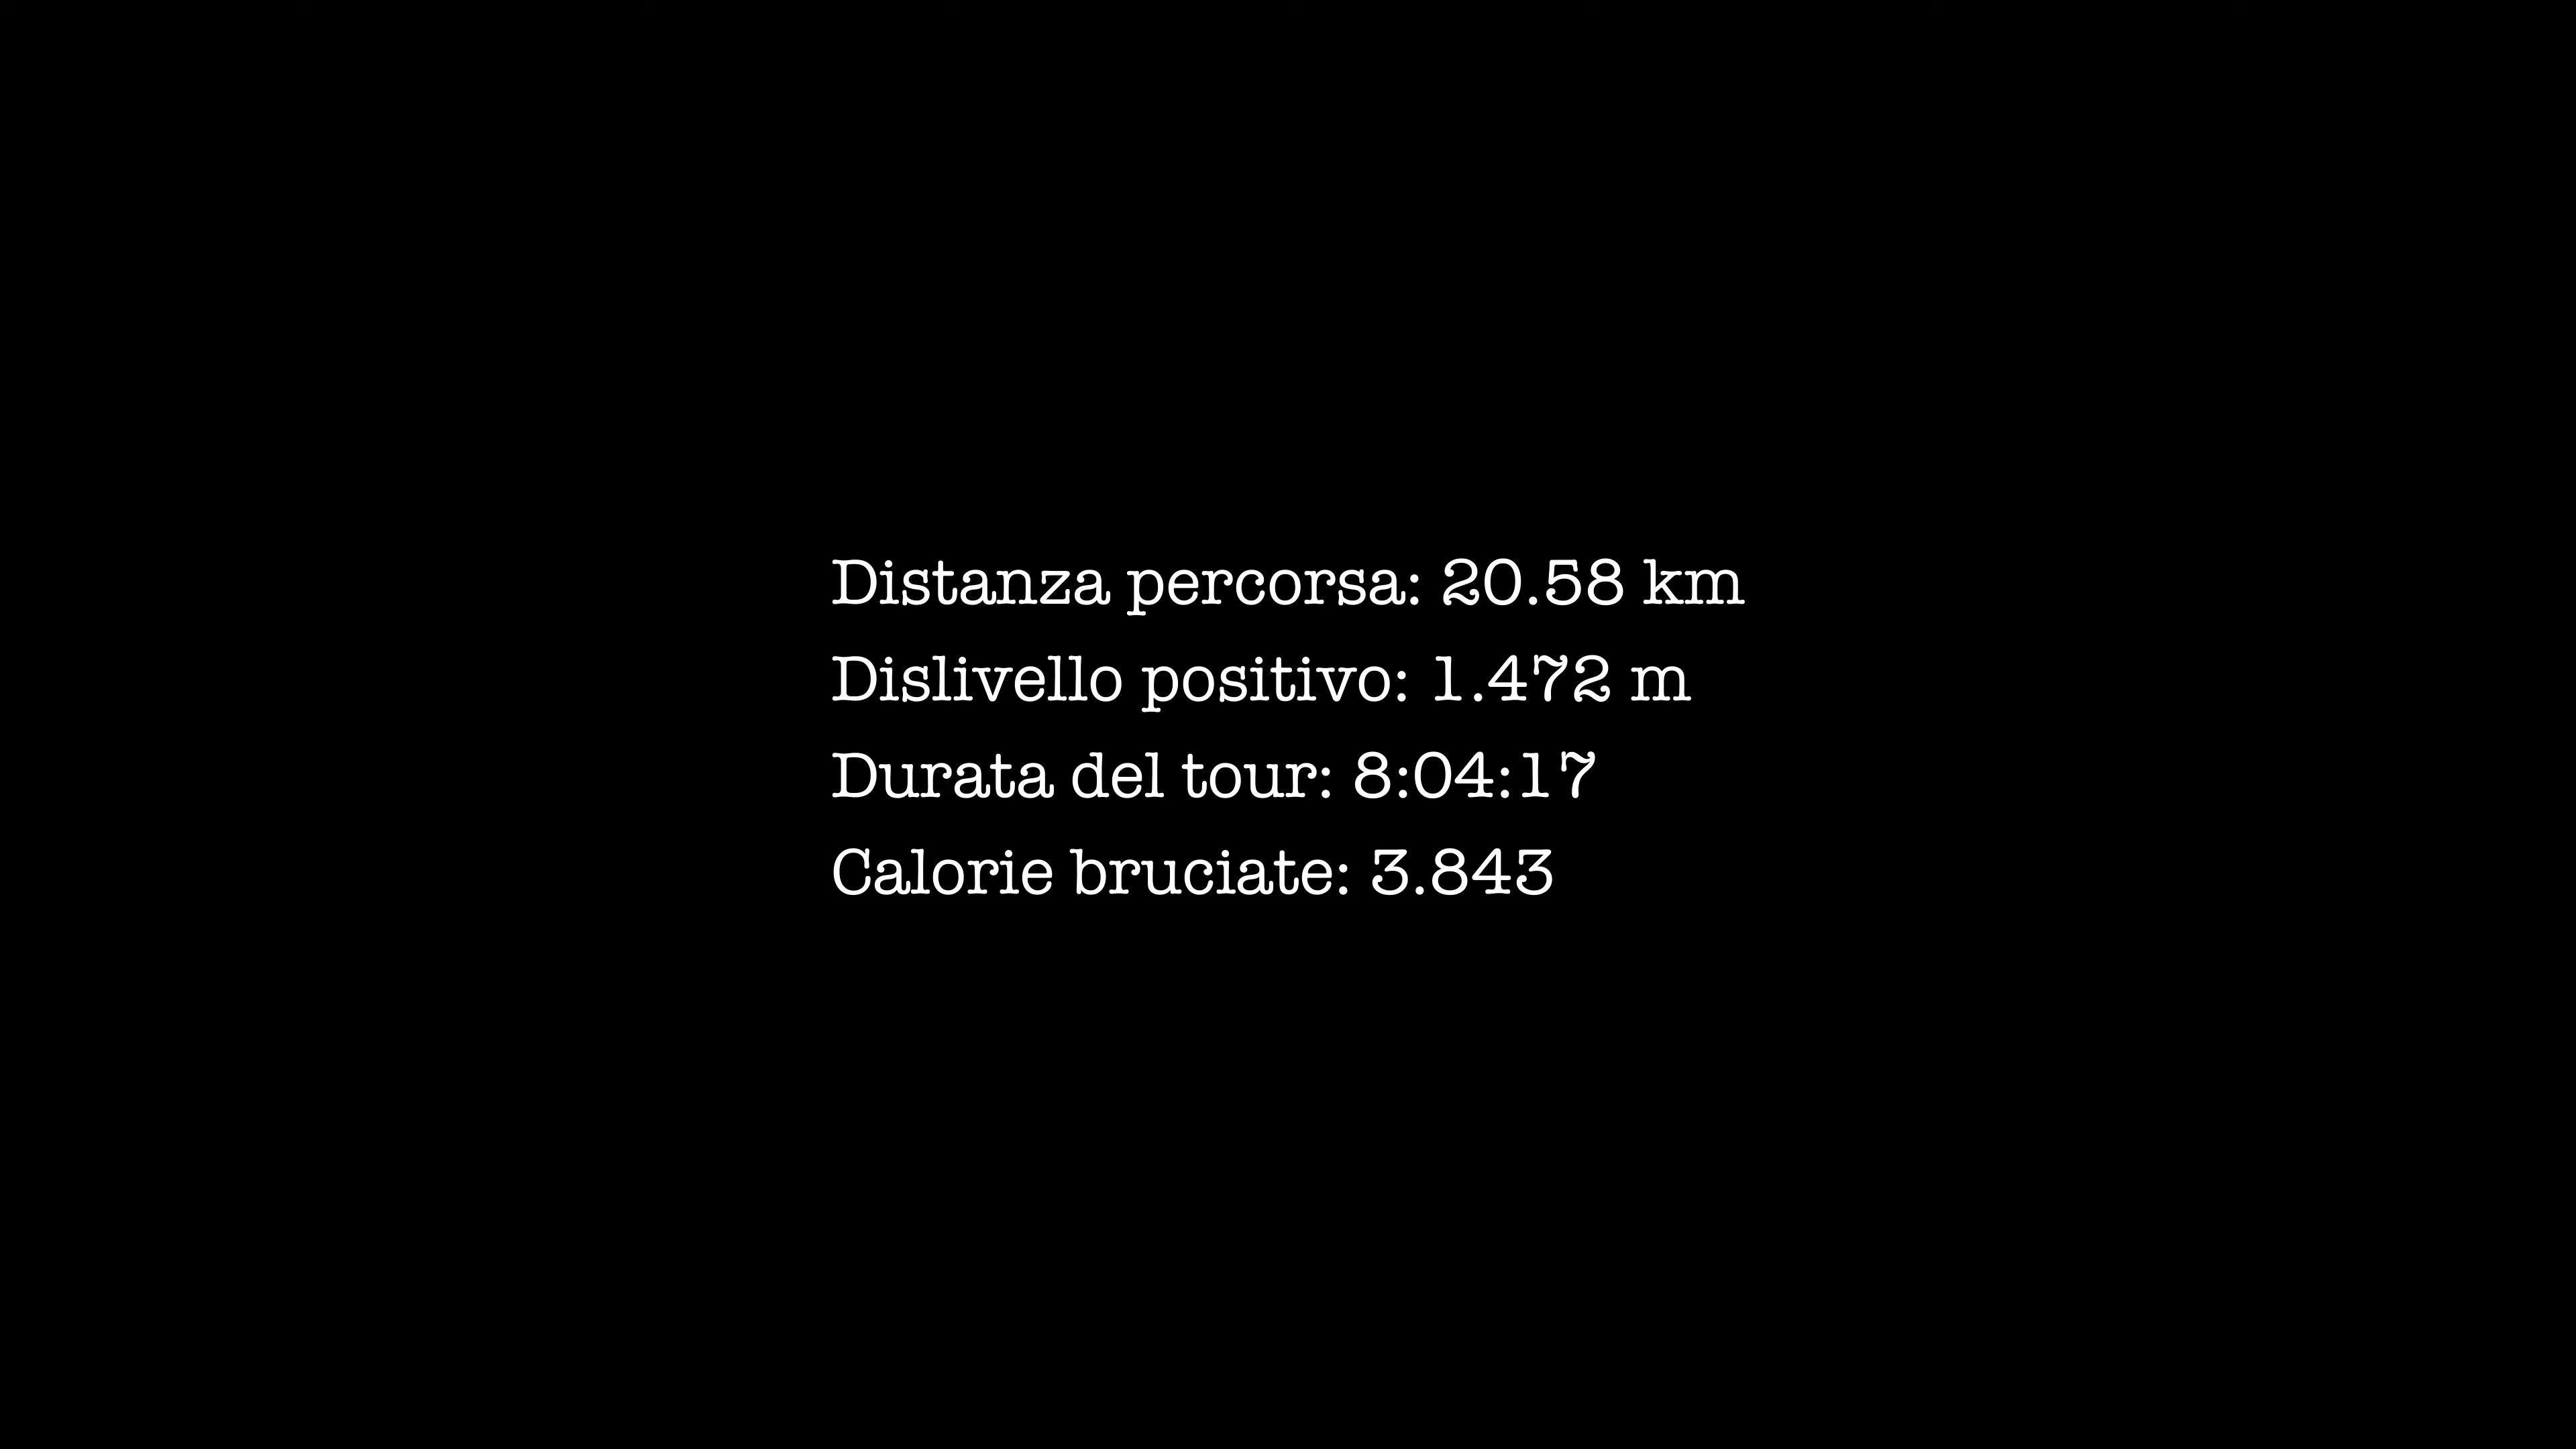 Distanza percorsa: 20.58 km
Dislivello positivo: 1.472 m
Durata del tour: 8:04:17
Calorie bruciate: 3.843